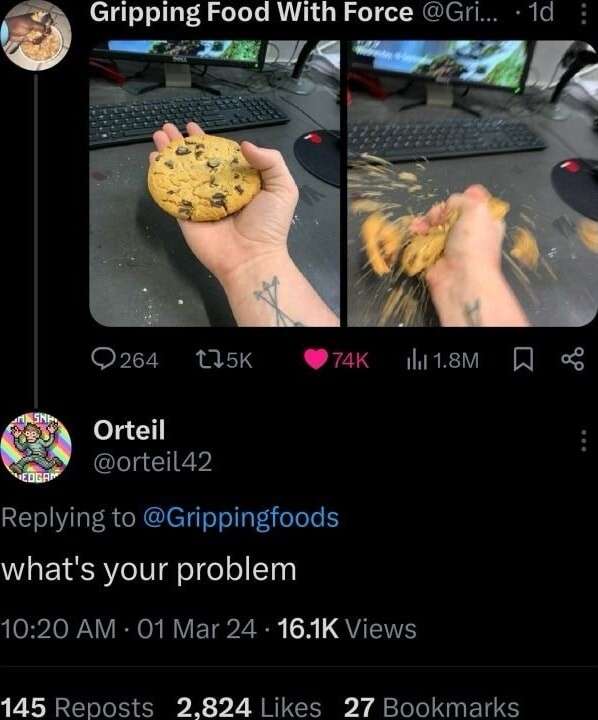 Gripping Food With Force @Gri... · 1d
264 5K 74K 1.8M
Orteil
@orteil42
Replying to @Grippingfoods
what's your problem
10:20 AM · 01 Mar 24 · 16.1K Views
145 Reposts 2,824 Likes 27 Bookmarks